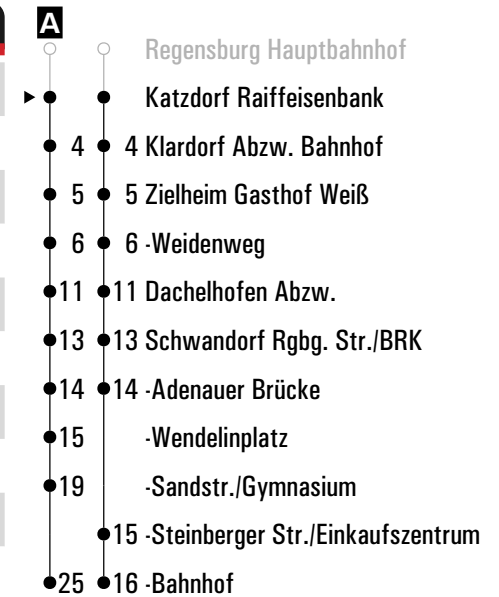 A
Regensburg Hauptbahnhof
Katzdorf Raiffeisenbank
4 4 Klardorf Abzw. Bahnhof
5 5 Zielheim Gasthof Weiß
6 6 -Weidenweg
11 11 Dachelhofen Abzw.
13 13 Schwandorf Rgbg. Str./BRK
14 14 -Adenauer Brücke
15 -Wendelinplatz
19 -Sandstr./Gymnasium
15 -Steinberger Str./Einkaufszentrum
25 16 -Bahnhof